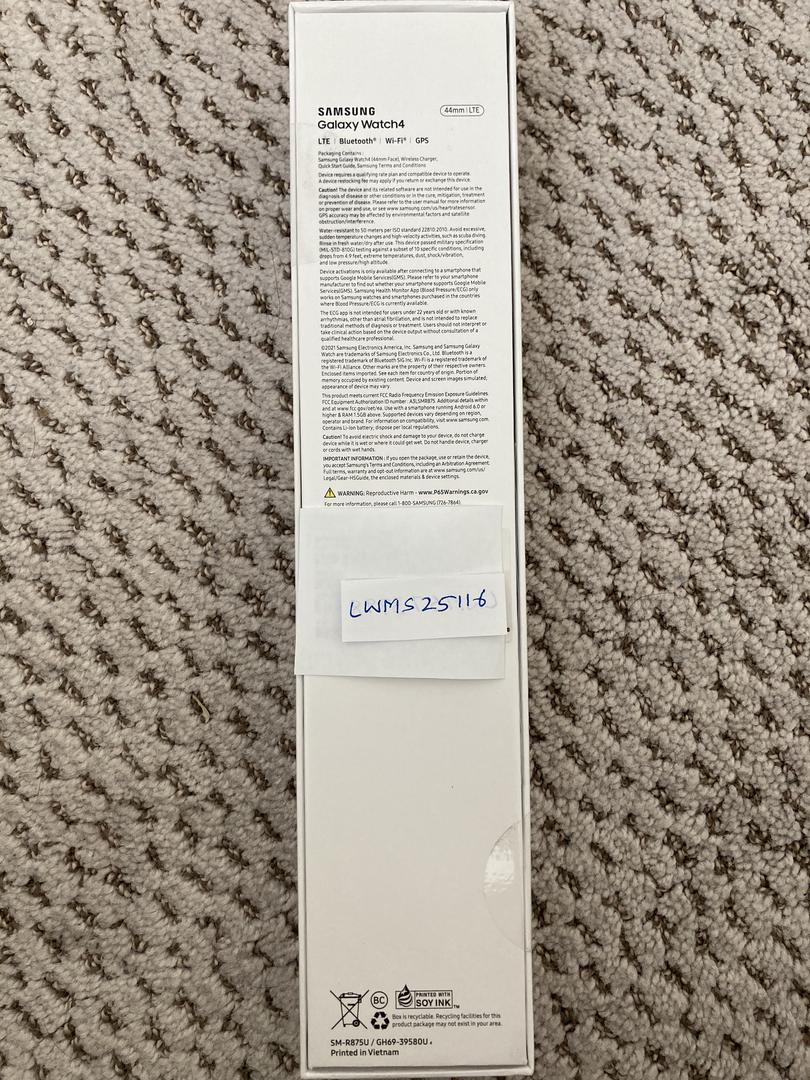 SAMSUNG
Galaxy Watch4
44mm | LTE
LTE | Bluetooth® | Wi-Fi® | GPS
Packaging Contains :
Samsung Galaxy Watch4 (44mm Face), Wireless Charger,
Quick Start Guide, Samsung Terms and Conditions
Device requires a qualifying rate plan and compatible device to operate.
A device restocking fee may apply if you return or exchange this device.
Caution! The device and its related software are not intended for use in the
diagnosis of disease or other conditions or in the cure, mitigation, treatment
or prevention of disease. Please refer to the user manual for more information
on proper wear and use, or see www.samsung.com/us/heartratesensor.
GPS accuracy may be affected by environmental factors and satellite
obstruction/interference.
Water-resistant to 50 meters per ISO standard 22810:2010. Avoid excessive,
sudden temperature changes and high-velocity activities, such as scuba diving.
Rinse in fresh water/dry after use. This device passed military specification
(MIL-STD-810G) testing against a subset of 10 specific conditions, including
drops from 4.9 feet, extreme temperatures, dust, shock/vibration,
and low pressure/high altitude.
Device activations is only available after connecting to a smartphone that
supports Google Mobile Services(GMS). Please refer to your smartphone
manufacturer to find out whether your smartphone supports Google Mobile
Services(GMS). Samsung Health Monitor App (Blood Pressure/ECG) only
works on Samsung watches and smartphones purchased in the countries
where Blood Pressure/ECG is currently available.
The ECG app is not intended for users under 22 years old or with known
arrhythmias, other than atrial fibrillation, and is not intended to replace
traditional methods of diagnosis or treatment. Users should not interpret or
take clinical action based on the device output without consultation of a
qualified healthcare professional.
©2021 Samsung Electronics America, Inc. Samsung and Samsung Galaxy
Watch are trademarks of Samsung Electronics Co., Ltd. Bluetooth is a
registered trademark of Bluetooth SIG Inc. Wi-Fi is a registered trademark of
the Wi-Fi Alliance. Other marks are the property of their respective owners.
Enclosed items imported. See each item for country of origin. Portion of
memory occupied by existing content. Device and screen images simulated;
appearance of device may vary.
This product meets current FCC Radio Frequency Emission Exposure Guidelines.
FCC Equipment Authorization ID number : A3LSMR875. Additional details within
and at www.fcc.gov/oet/ea. Use with a smartphone running Android 6.0 or
higher & RAM 1.5GB above. Supported devices vary depending on region,
operator and brand. For information on compatibility, visit www.samsung.com
Contains Li-Ion battery; dispose per local regulations.
Caution! To avoid electric shock and damage to your device, do not charge
device while it is wet or where it could get wet. Do not handle device, charger
or cords with wet hands.
IMPORTANT INFORMATION : If you open the package, use or retain the device,
you accept Samsung's Terms and Conditions, including an Arbitration Agreement.
Full terms, warranty and opt-out information are at www.samsung.com/us/
Legal/Gear-HSGuide, the enclosed materials & device settings.
WARNING: Reproductive Harm - www.P65Warnings.ca.gov
For more information, please call 1-800-SAMSUNG (726-7864).
LWMS25116
BC
PRINTED WITH
SOY INK™
Box is recyclable. Recycling facilities for this
product package may not exist in your area.
SM-R875U / GH69-39580U
Printed in Vietnam